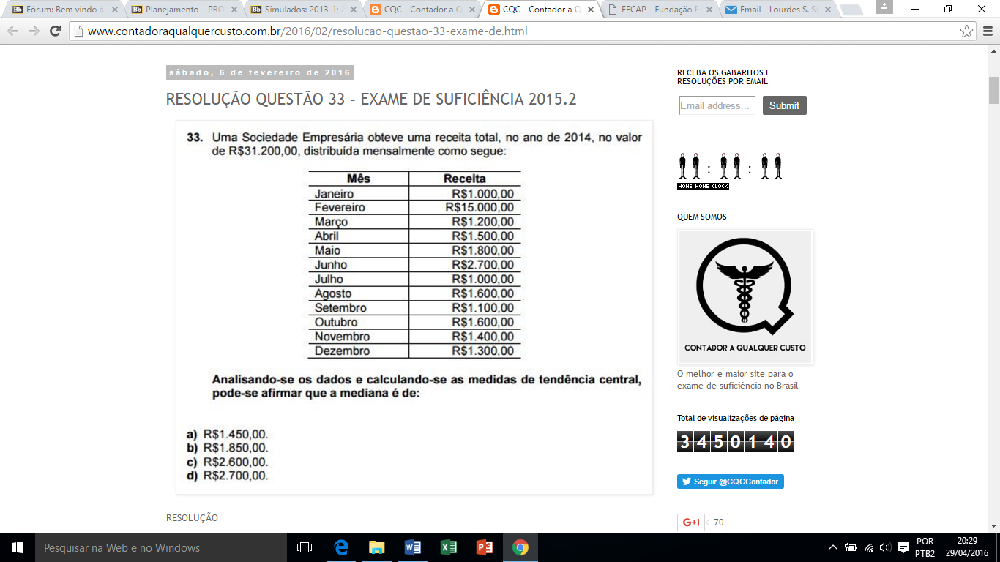 Fórum: Bem vindo à
Planejamento – PRO
Simulados: 2013-1; 2
CQC - Contador a Q
CQC - Contador a Q
FECAP - Fundação E
Email - Lourdes S. Si
www.contadoraqualquercusto.com.br/2016/02/resolucao-questao-33-exame-de.html
sábado, 6 de fevereiro de 2016
RESOLUÇÃO QUESTÃO 33 - EXAME DE SUFICIÊNCIA 2015.2
33. Uma Sociedade Empresária obteve uma receita total, no ano de 2014, no valor
de R$31.200,00, distribuída mensalmente como segue:
Mês Receita
Janeiro R$1.000,00
Fevereiro R$15.000,00
Março R$1.200,00
Abril R$1.500,00
Maio R$1.800,00
Junho R$2.700,00
Julho R$1.000,00
Agosto R$1.600,00
Setembro R$1.100,00
Outubro R$1.600,00
Novembro R$1.400,00
Dezembro R$1.300,00
Analisando-se os dados e calculando-se as medidas de tendência central,
pode-se afirmar que a mediana é de:
a) R$1.450,00.
b) R$1.850,00.
c) R$2.600,00.
d) R$2.700,00.
RESOLUÇÃO
RECEBA OS GABARITOS E
RESOLUÇÕES POR EMAIL
Email address...
Submit
HONE HONE CLOCK
QUEM SOMOS
CONTADOR A QUALQUER CUSTO
O melhor e maior site para o
exame de suficiência no Brasil
Total de visualizações de página
3450140
Seguir @CQCContador
G+1 70
Pesquisar na Web e no Windows
POR
PTB2
20:29
29/04/2016